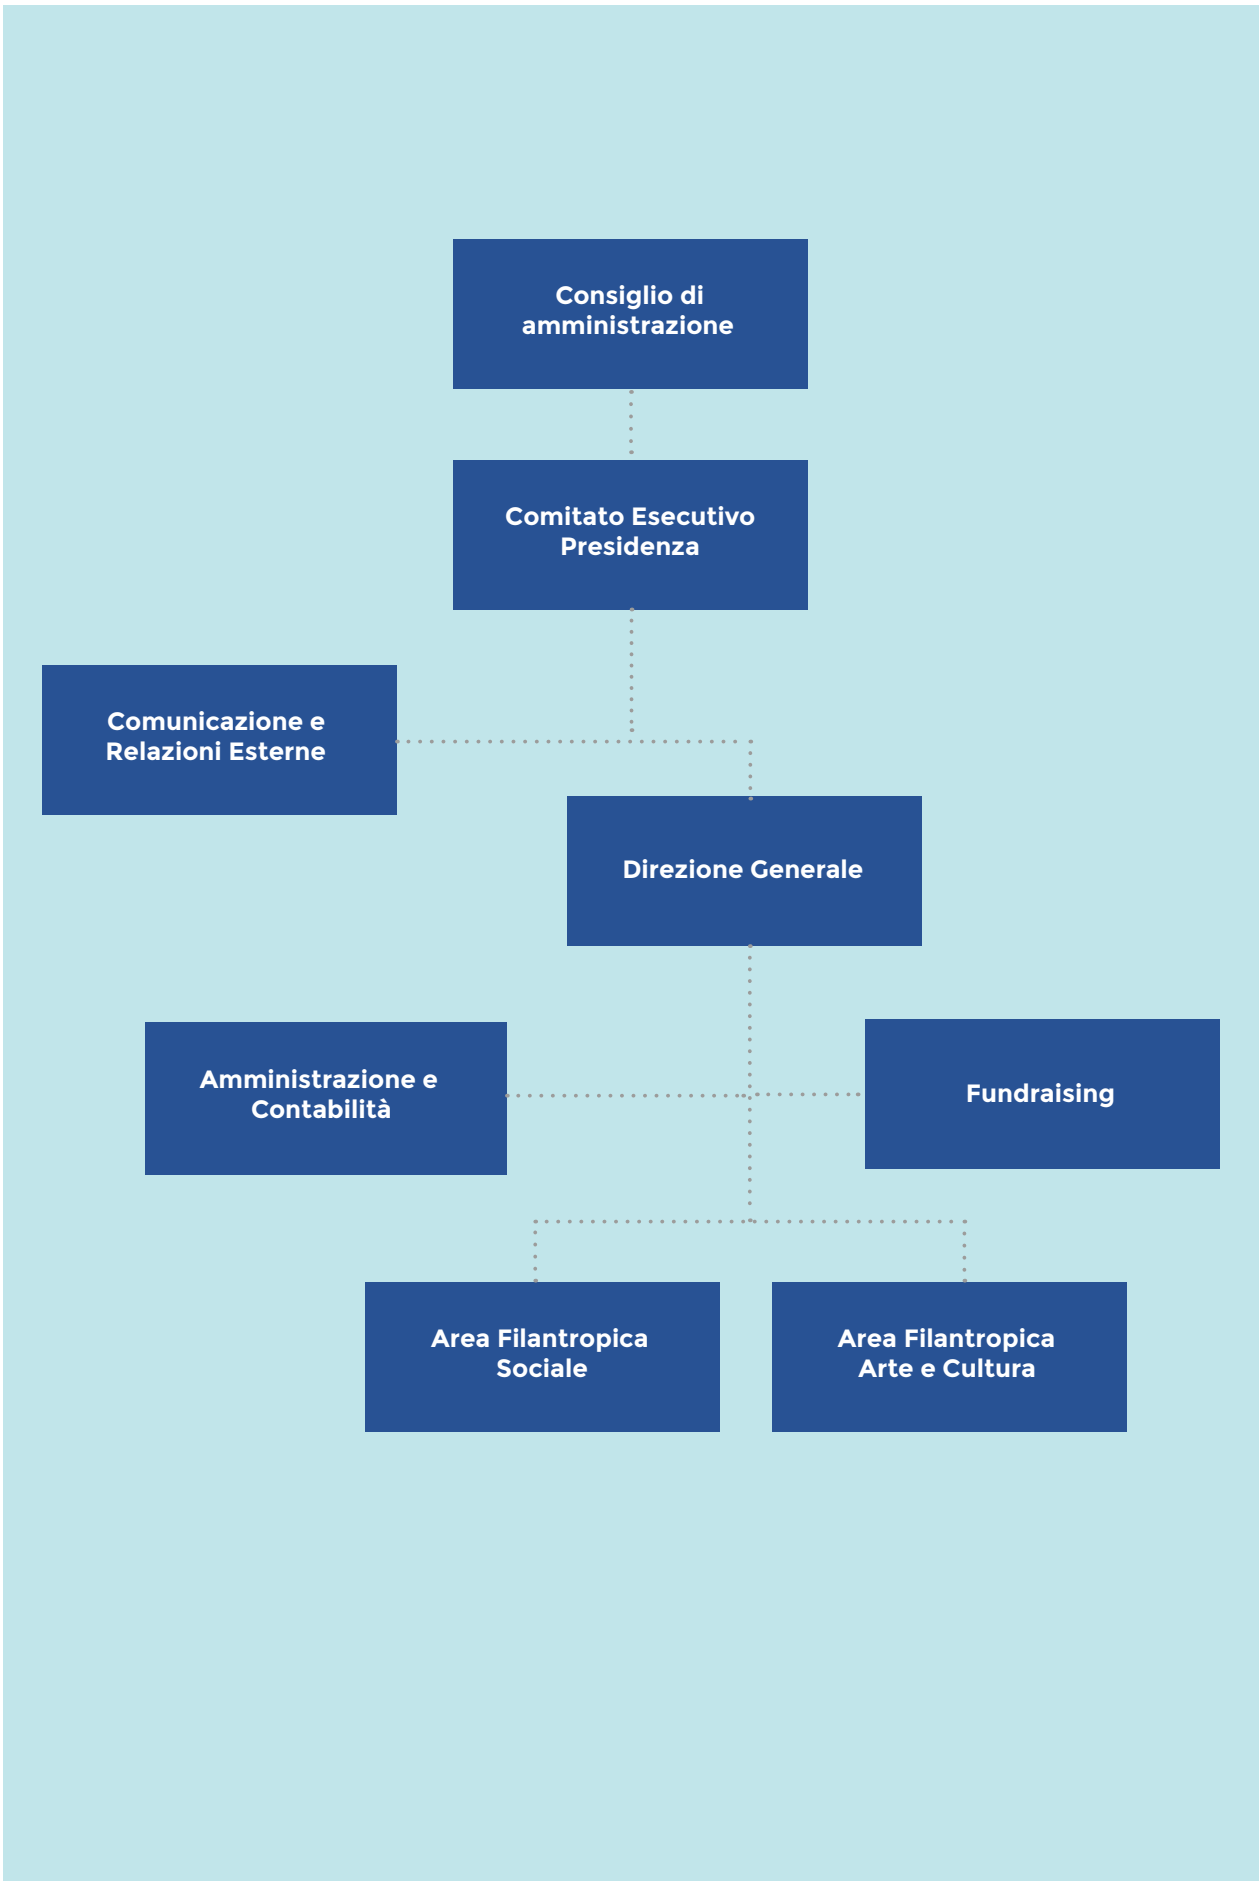 Consiglio di
amministrazione
Comitato Esecutivo
Presidenza
Comunicazione e
Relazioni Esterne
Direzione Generale
Amministrazione e
Contabilità
Fundraising
Area Filantropica
Sociale
Area Filantropica
Arte e Cultura